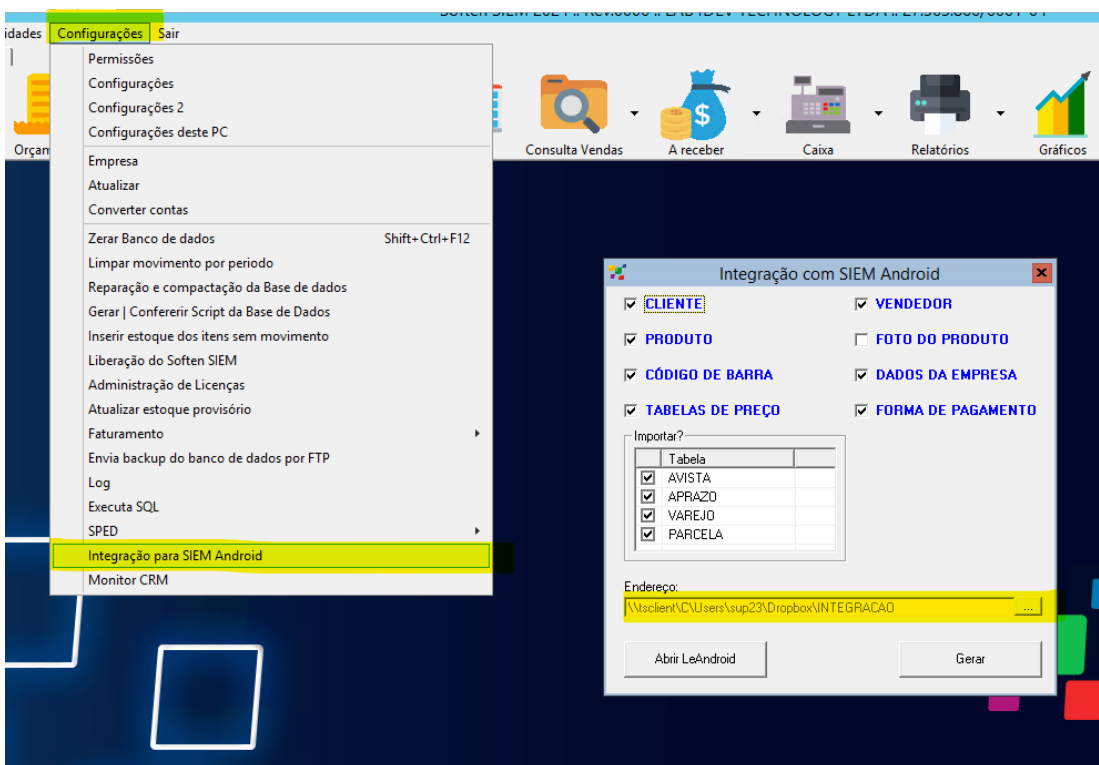 idades Configurações Sair
Permissões
Configurações
Configurações 2
Configurações deste PC
Empresa
Atualizar
Converter contas
Zerar Banco de dados Shift+Ctrl+F12
Limpar movimento por periodo
Reparação e compactação da Base de dados
Gerar | Confererir Script da Base de Dados
Inserir estoque dos itens sem movimento
Liberação do Soften SIEM
Administração de Licenças
Atualizar estoque provisório
Faturamento
Envia backup do banco de dados por FTP
Log
Executa SQL
SPED
Integração para SIEM Android
Monitor CRM
Orçam
Consulta Vendas
A receber
Caixa
Relatórios
Gráficos
Integração com SIEM Android
CLIENTE VENDEDOR
PRODUTO FOTO DO PRODUTO
CÓDIGO DE BARRA DADOS DA EMPRESA
TABELAS DE PREÇO FORMA DE PAGAMENTO
Importar?
Tabela
AVISTA
APRAZO
VAREJO
PARCELA
Endereço:
\\tsclient\C\Users\sup23\Dropbox\INTEGRACAO ...
Abrir LeAndroid Gerar